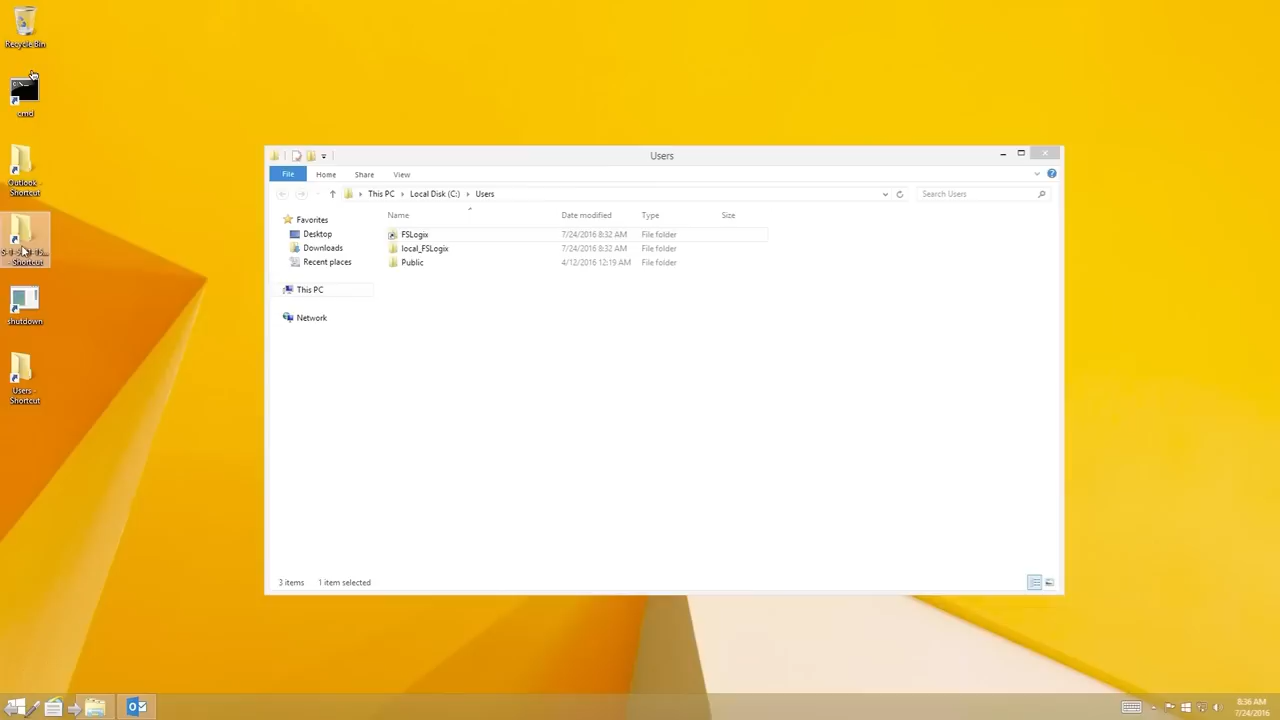 Recycle Bin
cmd
Outlook -
Shortcut
- Shortcut
shutdown
Users -
Shortcut
Users
File
Home
Share
View
This PC
Local Disk (C:)
Users
Search Users
Name
Date modified
Type
Size
Favorites
Desktop
Downloads
Recent places
This PC
Network
FSLogix 7/24/2016 8:32 AM File folder
local_FSLogix 7/24/2016 8:32 AM File folder
Public 4/12/2016 12:19 AM File folder
3 items 1 item selected
8:36 AM
7/24/2016